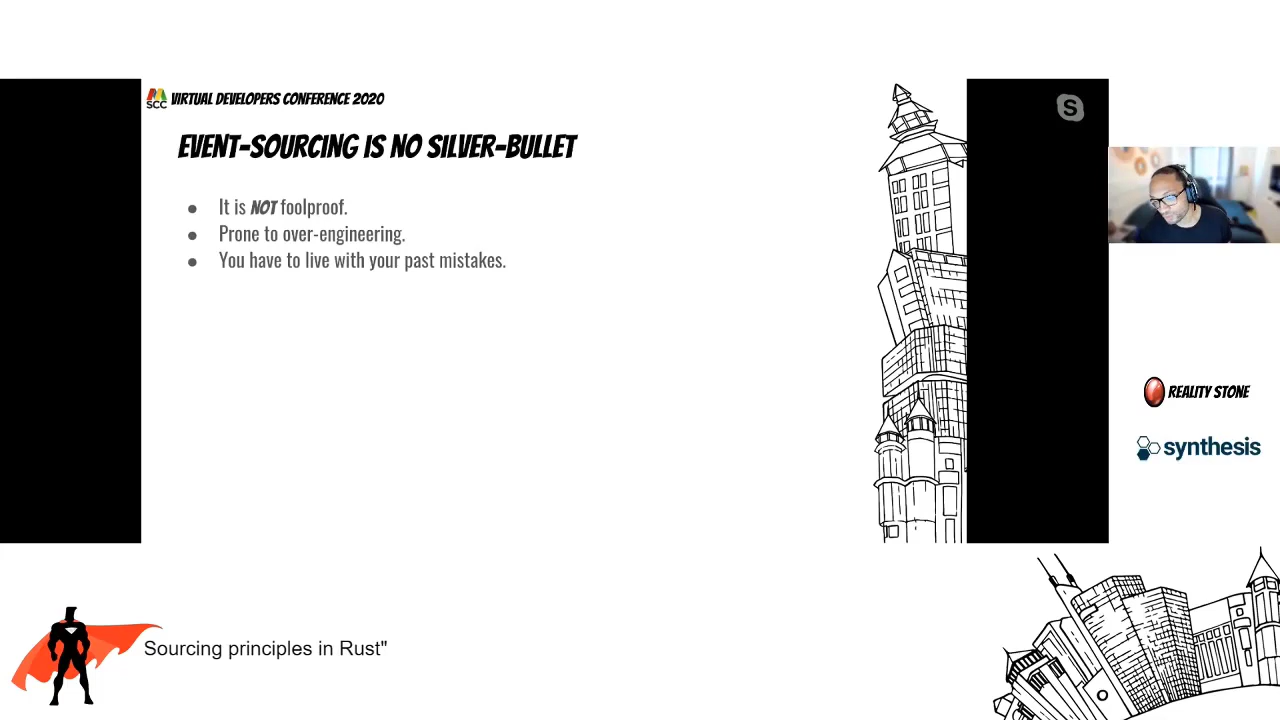 SCC VIRTUAL DEVELOPERS CONFERENCE 2020
EVENT-SOURCING IS NO SILVER-BULLET
● It is NOT foolproof.
● Prone to over-engineering.
● You have to live with your past mistakes.
S
REALITY STONE
synthesis
Sourcing principles in Rust"